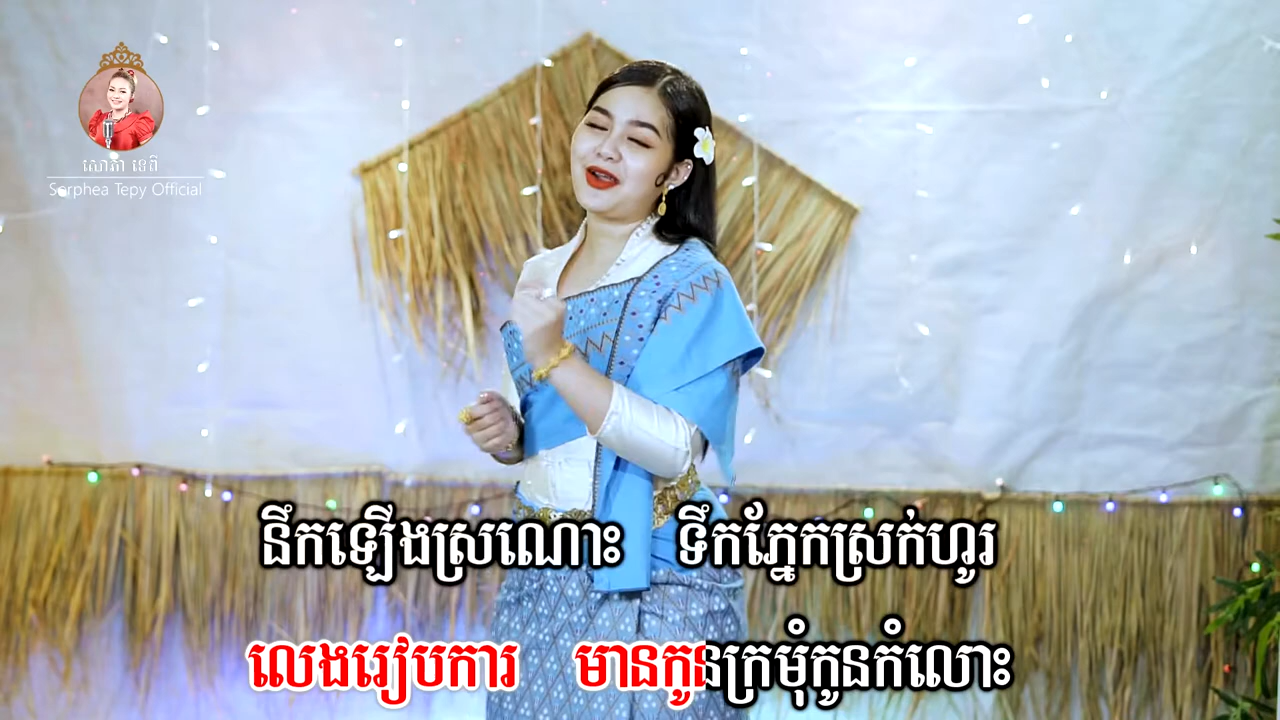 សោភា ទេពី
Sorphea Tepy Official
នឹកឡើងស្រណោះ ទឹកភ្នែកស្រក់ហូរ
លេងរៀបការ មានកូនក្រមុំកូនកំលោះ